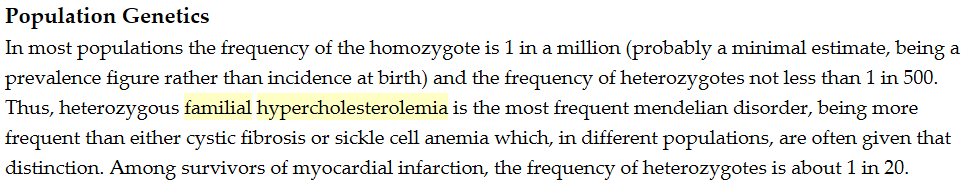 Population Genetics
In most populations the frequency of the homozygote is 1 in a million (probably a minimal estimate, being a
prevalence figure rather than incidence at birth) and the frequency of heterozygotes not less than 1 in 500.
Thus, heterozygous familial hypercholesterolemia is the most frequent mendelian disorder, being more
frequent than either cystic fibrosis or sickle cell anemia which, in different populations, are often given that
distinction. Among survivors of myocardial infarction, the frequency of heterozygotes is about 1 in 20.